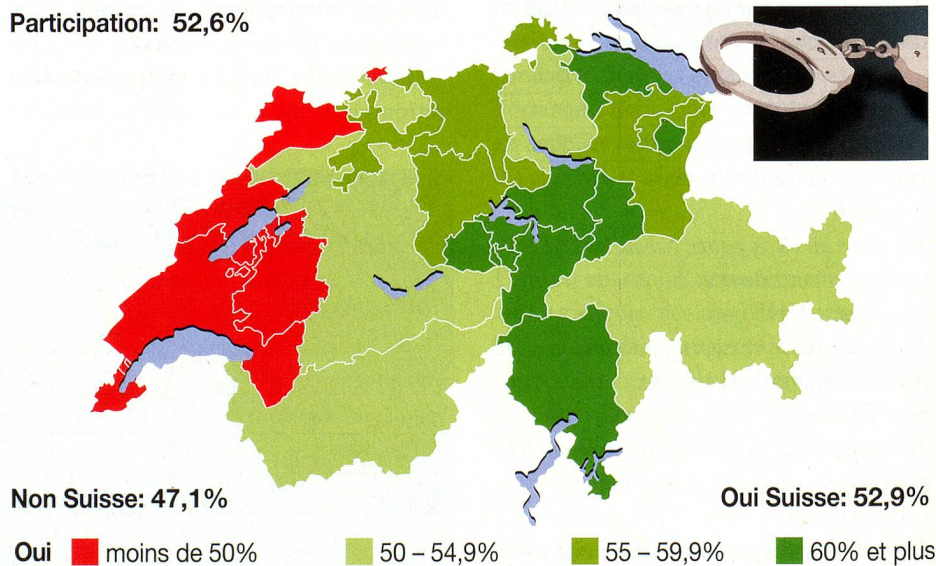 Participation: 52,6%
Non Suisse: 47,1%
Oui Suisse: 52,9%
Oui
moins de 50%
50 – 54,9%
55 – 59,9%
60% et plus